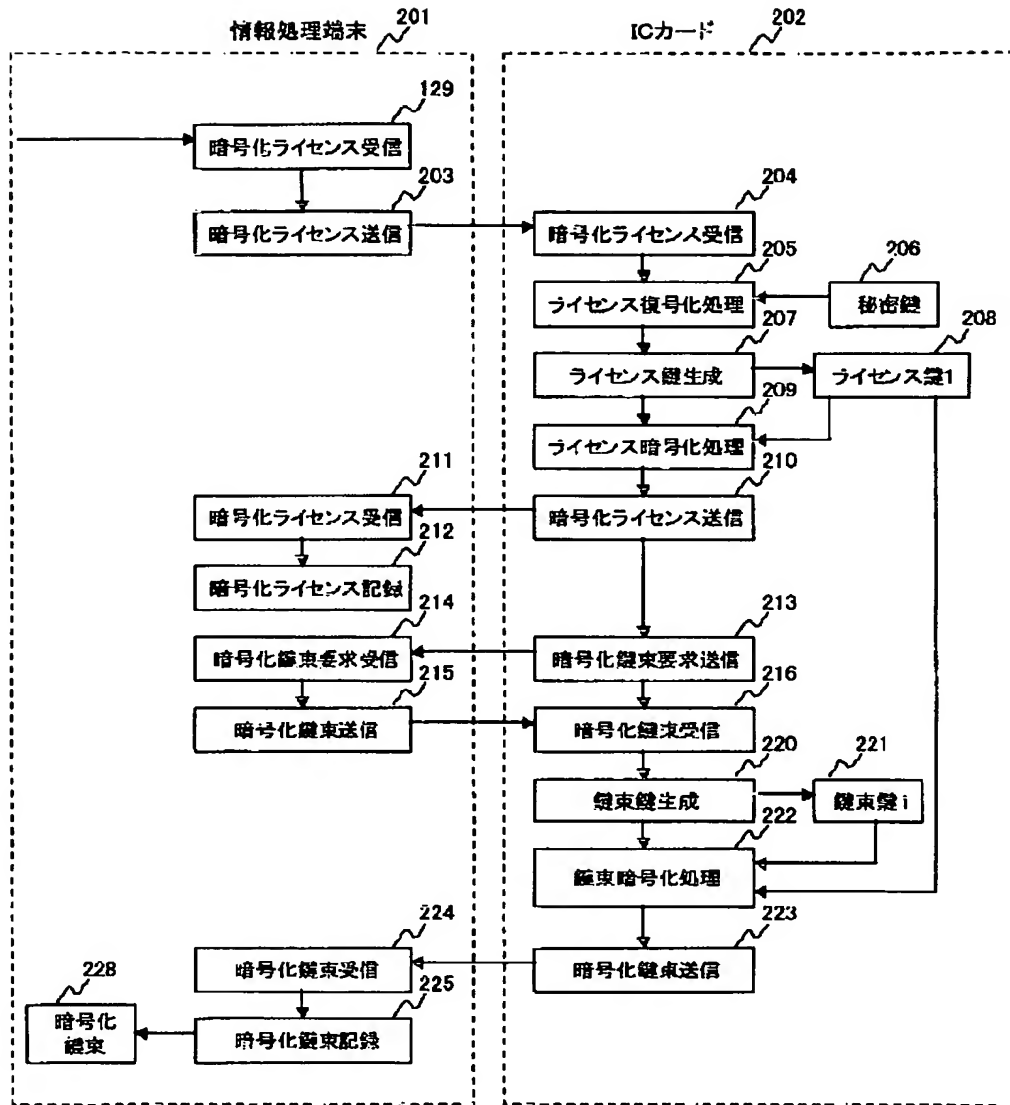 情報処理端末
201
ICカード
202
129
暗号化ライセンス受信
203
暗号化ライセンス送信
204
暗号化ライセンス受信
205
ライセンス復号化処理
206
秘密鍵
207
ライセンス鍵生成
208
ライセンス鍵1
209
ライセンス暗号化処理
210
暗号化ライセンス送信
211
暗号化ライセンス受信
212
暗号化ライセンス記録
213
暗号化鍵束要求送信
214
暗号化鍵束要求受信
215
暗号化鍵束送信
216
暗号化鍵束受信
220
鍵束鍵生成
221
鍵束鍵i
222
鍵束暗号化処理
223
暗号化鍵束送信
224
暗号化鍵束受信
225
暗号化鍵束記録
228
暗号化
鍵束